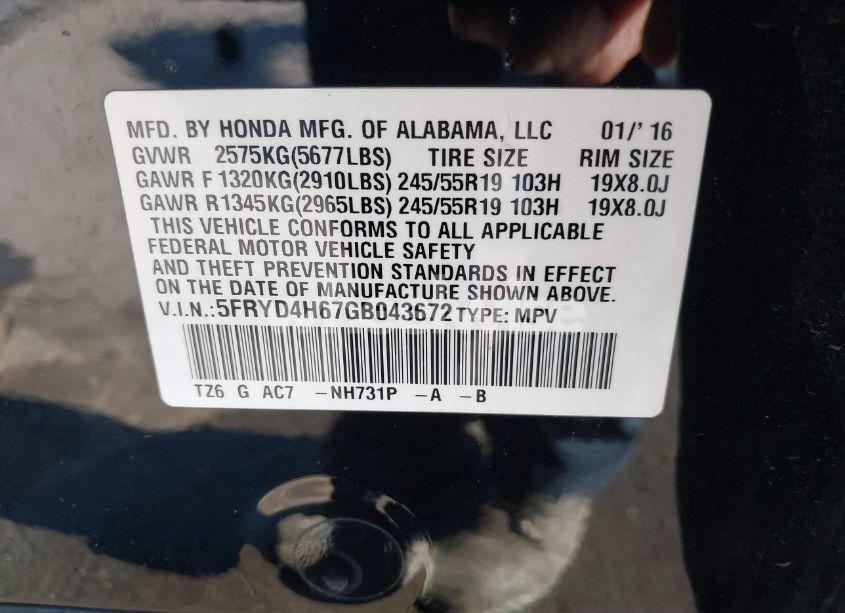 MFD. BY HONDA MFG. OF ALABAMA, LLC 01/' 16
GVWR 2575KG(5677LBS) TIRE SIZE RIM SIZE
GAWR F 1320KG(2910LBS) 245/55R19 103H 19X8.0J
GAWR R1345KG(2965LBS) 245/55R19 103H 19X8.0J
THIS VEHICLE CONFORMS TO ALL APPLICABLE
FEDERAL MOTOR VEHICLE SAFETY
AND THEFT PREVENTION STANDARDS IN EFFECT
ON THE DATE OF MANUFACTURE SHOWN ABOVE.
V.I.N.:5FRYD4H67GB043672 TYPE: MPV
TZ6 G AC7 –NH731P –A –B